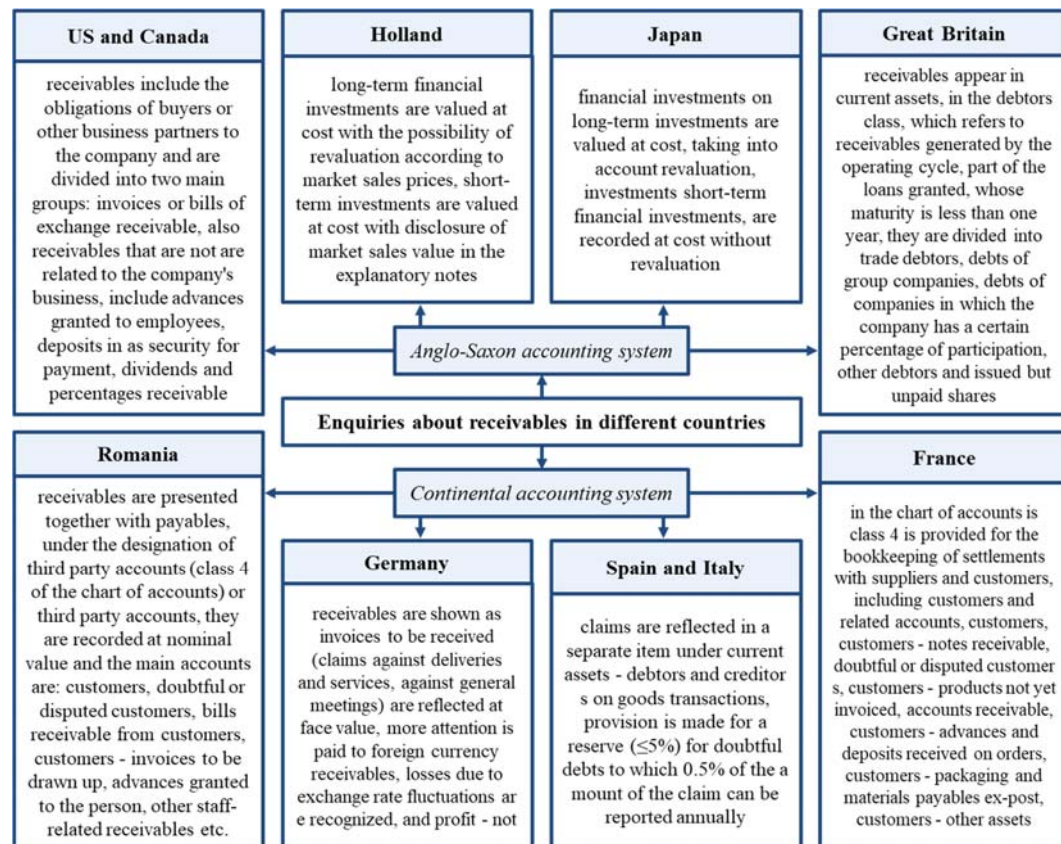 US and Canada
receivables include the
obligations of buyers or
other business partners to
the company and are
divided into two main
groups: invoices or bills of
exchange receivable, also
receivables that are not are
related to the company's
business, include advances
granted to employees,
deposits in as security for
payment, dividends and
percentages receivable
Holland
long-term financial
investments are valued at
cost with the possibility of
revaluation according to
market sales prices, short-
term investments are valued
at cost with disclosure of
market sales value in the
explanatory notes
Japan
financial investments on
long-term investments are
valued at cost, taking into
account revaluation,
investments short-term
financial investments, are
recorded at cost without
revaluation
Great Britain
receivables appear in
current assets, in the debtors
class, which refers to
receivables generated by the
operating cycle, part of the
loans granted, whose
maturity is less than one
year, they are divided into
trade debtors, debts of
group companies, debts of
companies in which the
company has a certain
percentage of participation,
other debtors and issued but
unpaid shares
Anglo-Saxon accounting system
Enquiries about receivables in different countries
Continental accounting system
Romania
receivables are presented
together with payables,
under the designation of
third party accounts (class 4
of the chart of accounts) or
third party accounts, they
are recorded at nominal
value and the main accounts
are: customers, doubtful or
disputed customers, bills
receivable from customers,
customers - invoices to be
drawn up, advances granted
to the person, other staff-
related receivables etc.
Germany
receivables are shown as
invoices to be received
(claims against deliveries
and services, against general
meetings) are reflected at
face value, more attention is
paid to foreign currency
receivables, losses due to
exchange rate fluctuations ar
e recognized, and profit - not
Spain and Italy
claims are reflected in a
separate item under current
assets - debtors and creditor
s on goods transactions,
provision is made for a
reserve (≤5%) for doubtful
debts to which 0.5% of the a
mount of the claim can be
reported annually
France
in the chart of accounts is
class 4 is provided for the
bookkeeping of settlements
with suppliers and customers,
including customers and
related accounts, customers,
customers - notes receivable,
doubtful or disputed customer
s, customers - products not yet
invoiced, accounts receivable,
customers - advances and
deposits received on orders,
customers - packaging and
materials payables ex-post,
customers - other assets